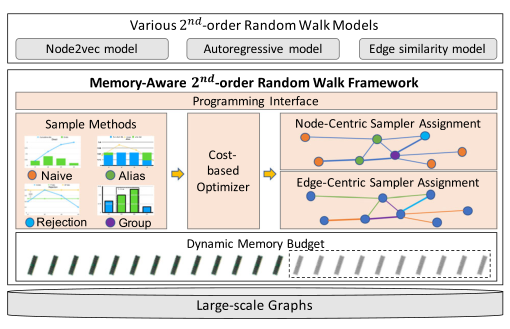 Various 2nd-order Random Walk Models
Node2vec model
Autoregressive model
Edge similarity model
Memory-Aware 2nd-order Random Walk Framework
Programming Interface
Sample Methods
Naive
Alias
Rejection
Group
Cost-
based
Optimizer
Node-Centric Sampler Assignment
Edge-Centric Sampler Assignment
Dynamic Memory Budget
Large-scale Graphs